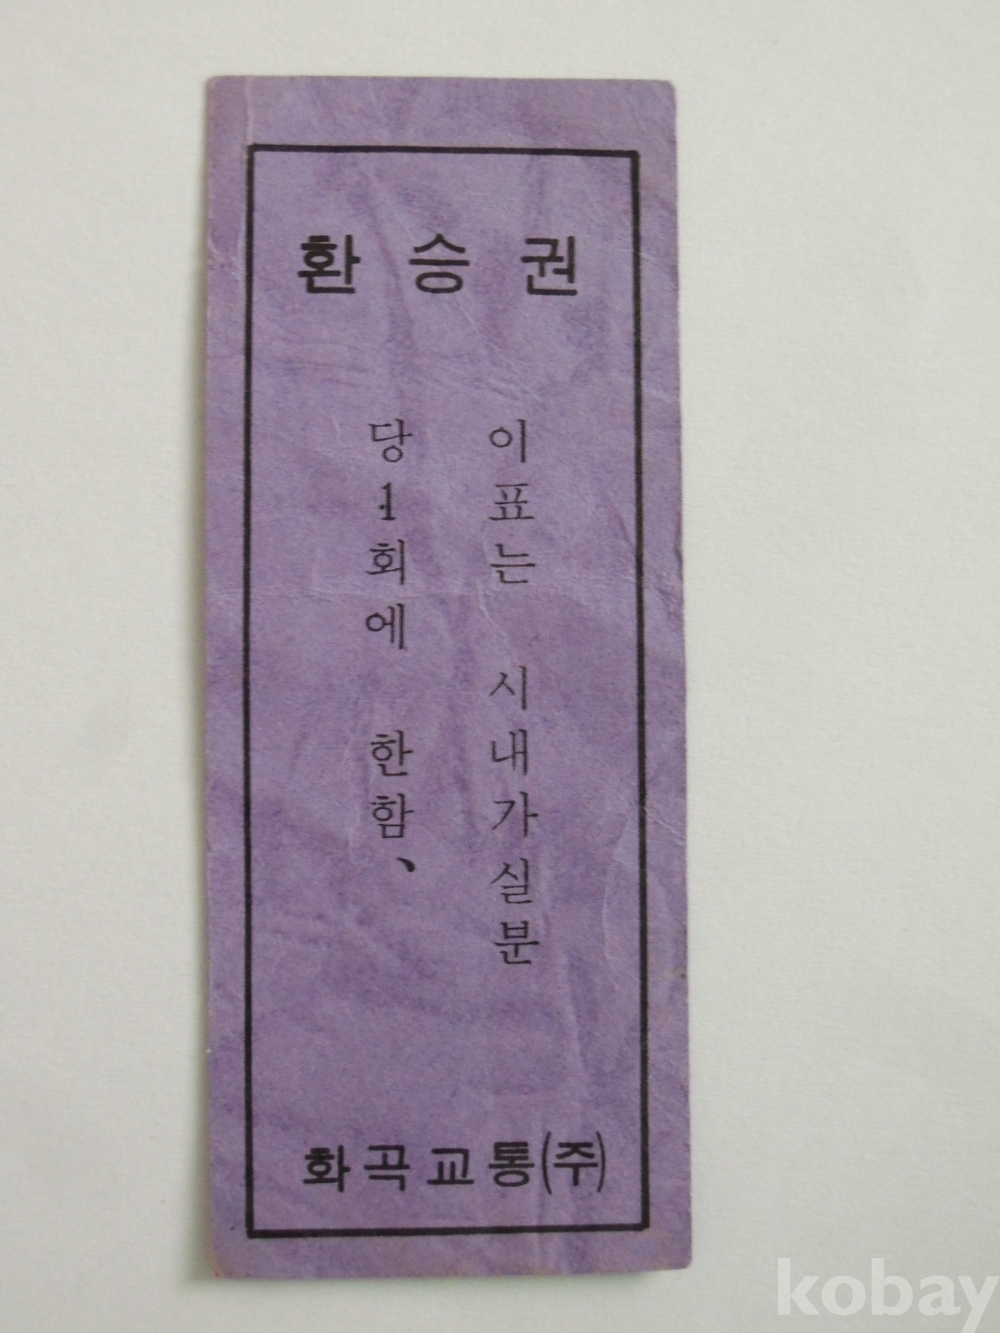 환승권
이표는 시내가실분
당1회에 한함、
화곡교통(주)
kobay